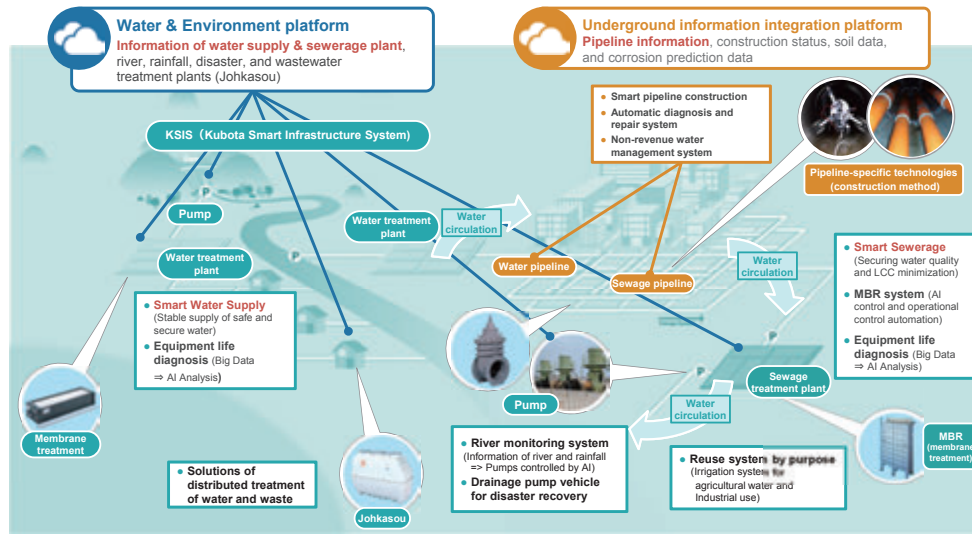 Water & Environment platform
Information of water supply & sewerage plant,
river, rainfall, disaster, and wastewater
treatment plants (Johkasou)
Underground information integration platform
Pipeline information, construction status, soil data,
and corrosion prediction data
• Smart pipeline construction
• Automatic diagnosis and
repair system
• Non-revenue water
management system
KSIS (Kubota Smart Infrastructure System)
Pipeline-specific technologies
(construction method)
P
Pump
Water treatment
plant
Water
circulation
Water treatment
plant
P
Water pipeline
Sewage pipeline
Water
circulation
• Smart Sewerage
(Securing water quality
and LCC minimization)
• MBR system (AI
control and operational
control automation)
• Equipment life
diagnosis (Big Data
⇒ AI Analysis)
• Smart Water Supply
(Stable supply of safe and
secure water)
• Equipment life
diagnosis (Big Data
⇒ AI Analysis)
P
P
Sewage
treatment plant
Pump
Water
circulation
Membrane
treatment
MBR
(membrane
treatment)
• River monitoring system
(Information of river and rainfall
=> Pumps controlled by AI)
• Drainage pump vehicle
for disaster recovery
• Reuse system by purpose
(Irrigation system for
agricultural water and
Industrial use)
• Solutions of
distributed treatment
of water and waste
Johkasou